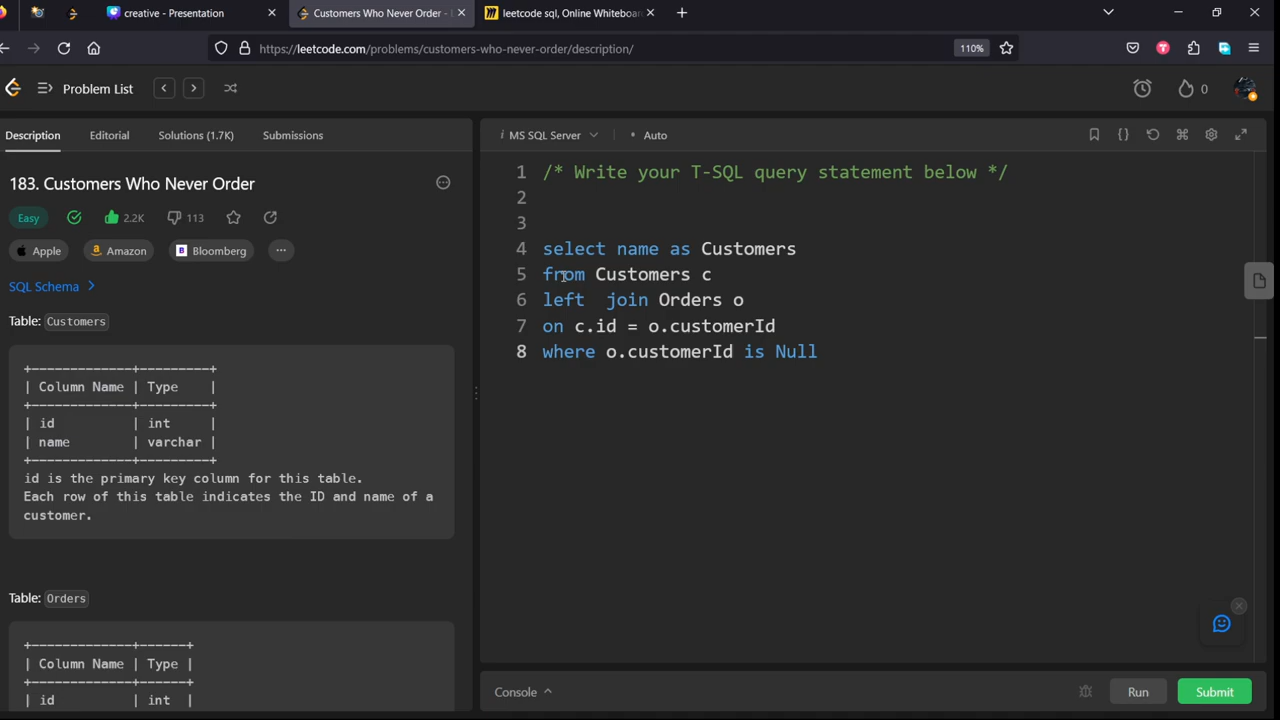 creative - Presentation
Customers Who Never Order - 
leetcode sql, Online Whiteboar
https://leetcode.com/problems/customers-who-never-order/description/
110%
Problem List
0
Description Editorial Solutions (1.7K) Submissions
183. Customers Who Never Order
Easy 2.2K 113
Apple Amazon Bloomberg ...
SQL Schema
Table: Customers
+-------------+---------+
| Column Name | Type    |
+-------------+---------+
| id          | int     |
| name        | varchar |
+-------------+---------+
id is the primary key column for this table.
Each row of this table indicates the ID and name of a
customer.
Table: Orders
+-------------+------+
| Column Name | Type |
+-------------+------+
| id          | int  |
i MS SQL Server • Auto
1 /* Write your T-SQL query statement below */
2
3
4 select name as Customers
5 from Customers c
6 left  join Orders o
7 on c.id = o.customerId
8 where o.customerId is Null
Console Run Submit